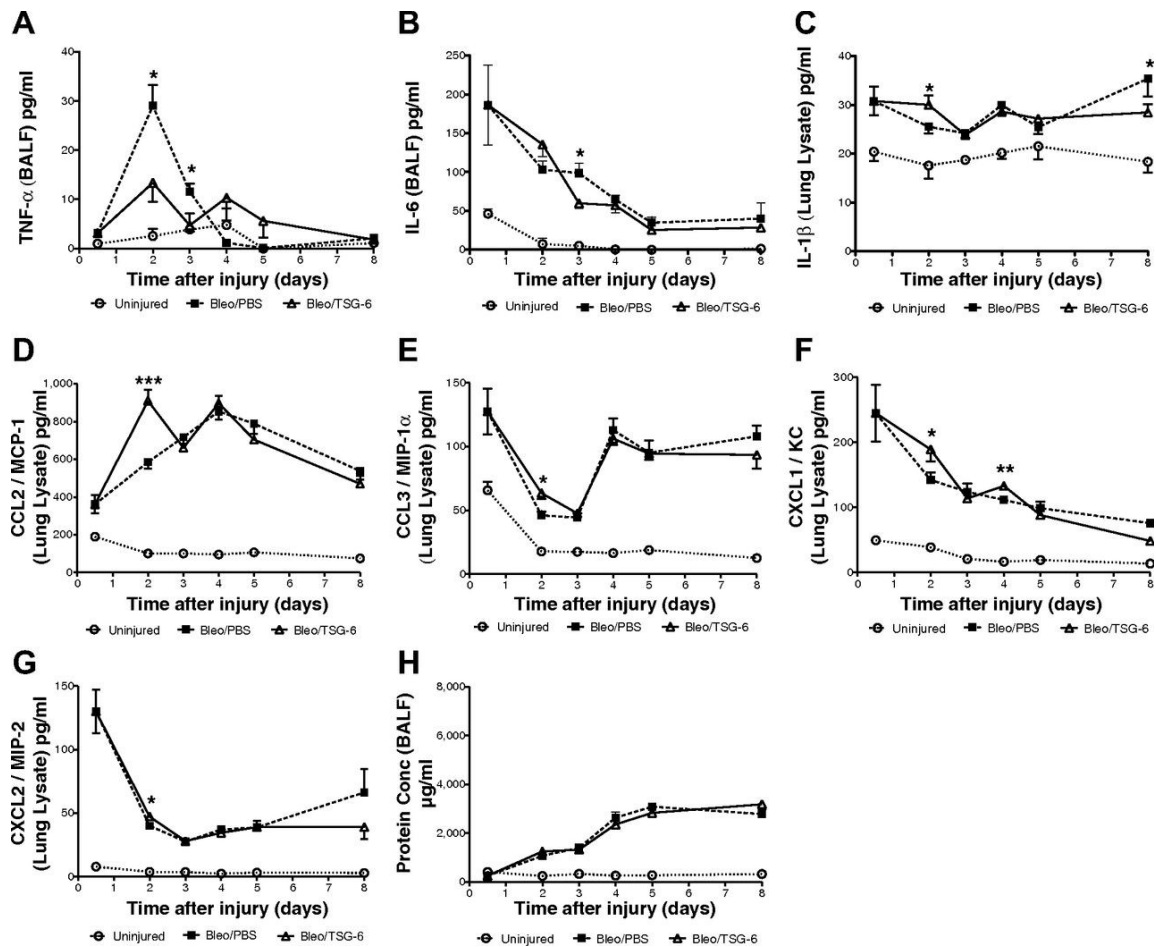 A
TNF-α (BALF) pg/ml
40
30
20
10
0
*
*
0 1 2 3 4 5 6 7 8
Time after injury (days)
Uninjured Bleo/PBS Bleo/TSG-6
B
IL-6 (BALF) pg/ml
250
200
150
100
50
0
*
0 1 2 3 4 5 6 7 8
Time after injury (days)
Uninjured Bleo/PBS Bleo/TSG-6
C
IL-1β (Lung Lysate) pg/ml
40
30
20
10
0
*
*
0 1 2 3 4 5 6 7 8
Time after injury (days)
Uninjured Bleo/PBS Bleo/TSG-6
D
CCL2 / MCP-1
(Lung Lysate) pg/ml
1,000
800
600
400
200
0
***
0 1 2 3 4 5 6 7 8
Time after injury (days)
Uninjured Bleo/PBS Bleo/TSG-6
E
CCL3 / MIP-1α
(Lung Lysate) pg/ml
150
100
50
0
*
0 1 2 3 4 5 6 7 8
Time after injury (days)
Uninjured Bleo/PBS Bleo/TSG-6
F
CXCL1 / KC
(Lung Lysate) pg/ml
300
200
100
0
*
**
0 1 2 3 4 5 6 7 8
Time after injury (days)
Uninjured Bleo/PBS Bleo/TSG-6
G
CXCL2 / MIP-2
(Lung Lysate) pg/ml
150
100
50
0
*
0 1 2 3 4 5 6 7 8
Time after injury (days)
Uninjured Bleo/PBS Bleo/TSG-6
H
Protein Conc (BALF)
µg/ml
8,000
6,000
4,000
2,000
0
0 1 2 3 4 5 6 7 8
Time after injury (days)
Uninjured Bleo/PBS Bleo/TSG-6